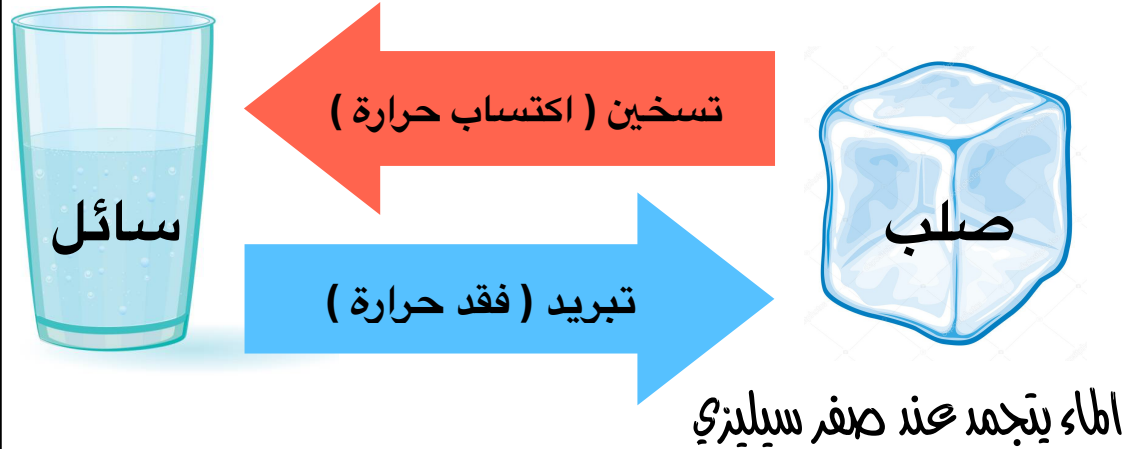 تسخين ( اكتساب حرارة )
صلب
سائل
تبريد ( فقد حرارة )
الماء يتجمد عند صفر سيليزي